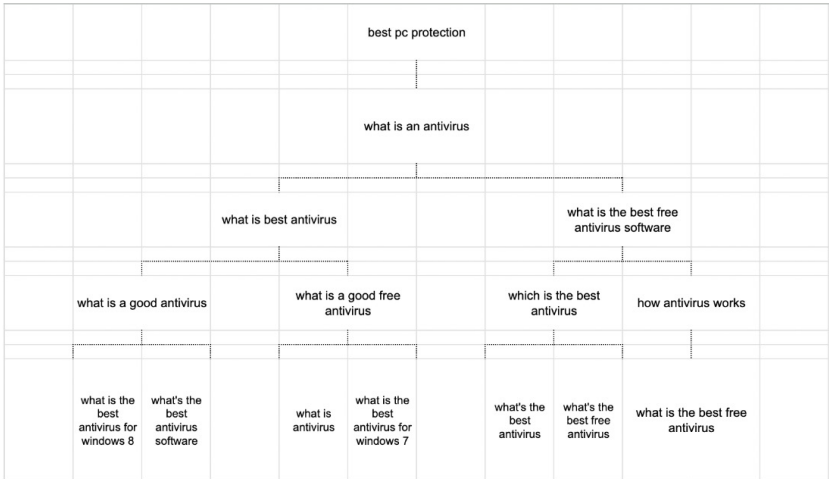 best pc protection
what is an antivirus
what is best antivirus
what is the best free
antivirus software
what is a good antivirus
what is a good free
antivirus
which is the best
antivirus
how antivirus works
what is the
best
antivirus for
windows 8
what's the
best
antivirus
software
what is
antivirus
what is the
best
antivirus for
windows 7
what's the
best
antivirus
what's the
best free
antivirus
what is the best free
antivirus